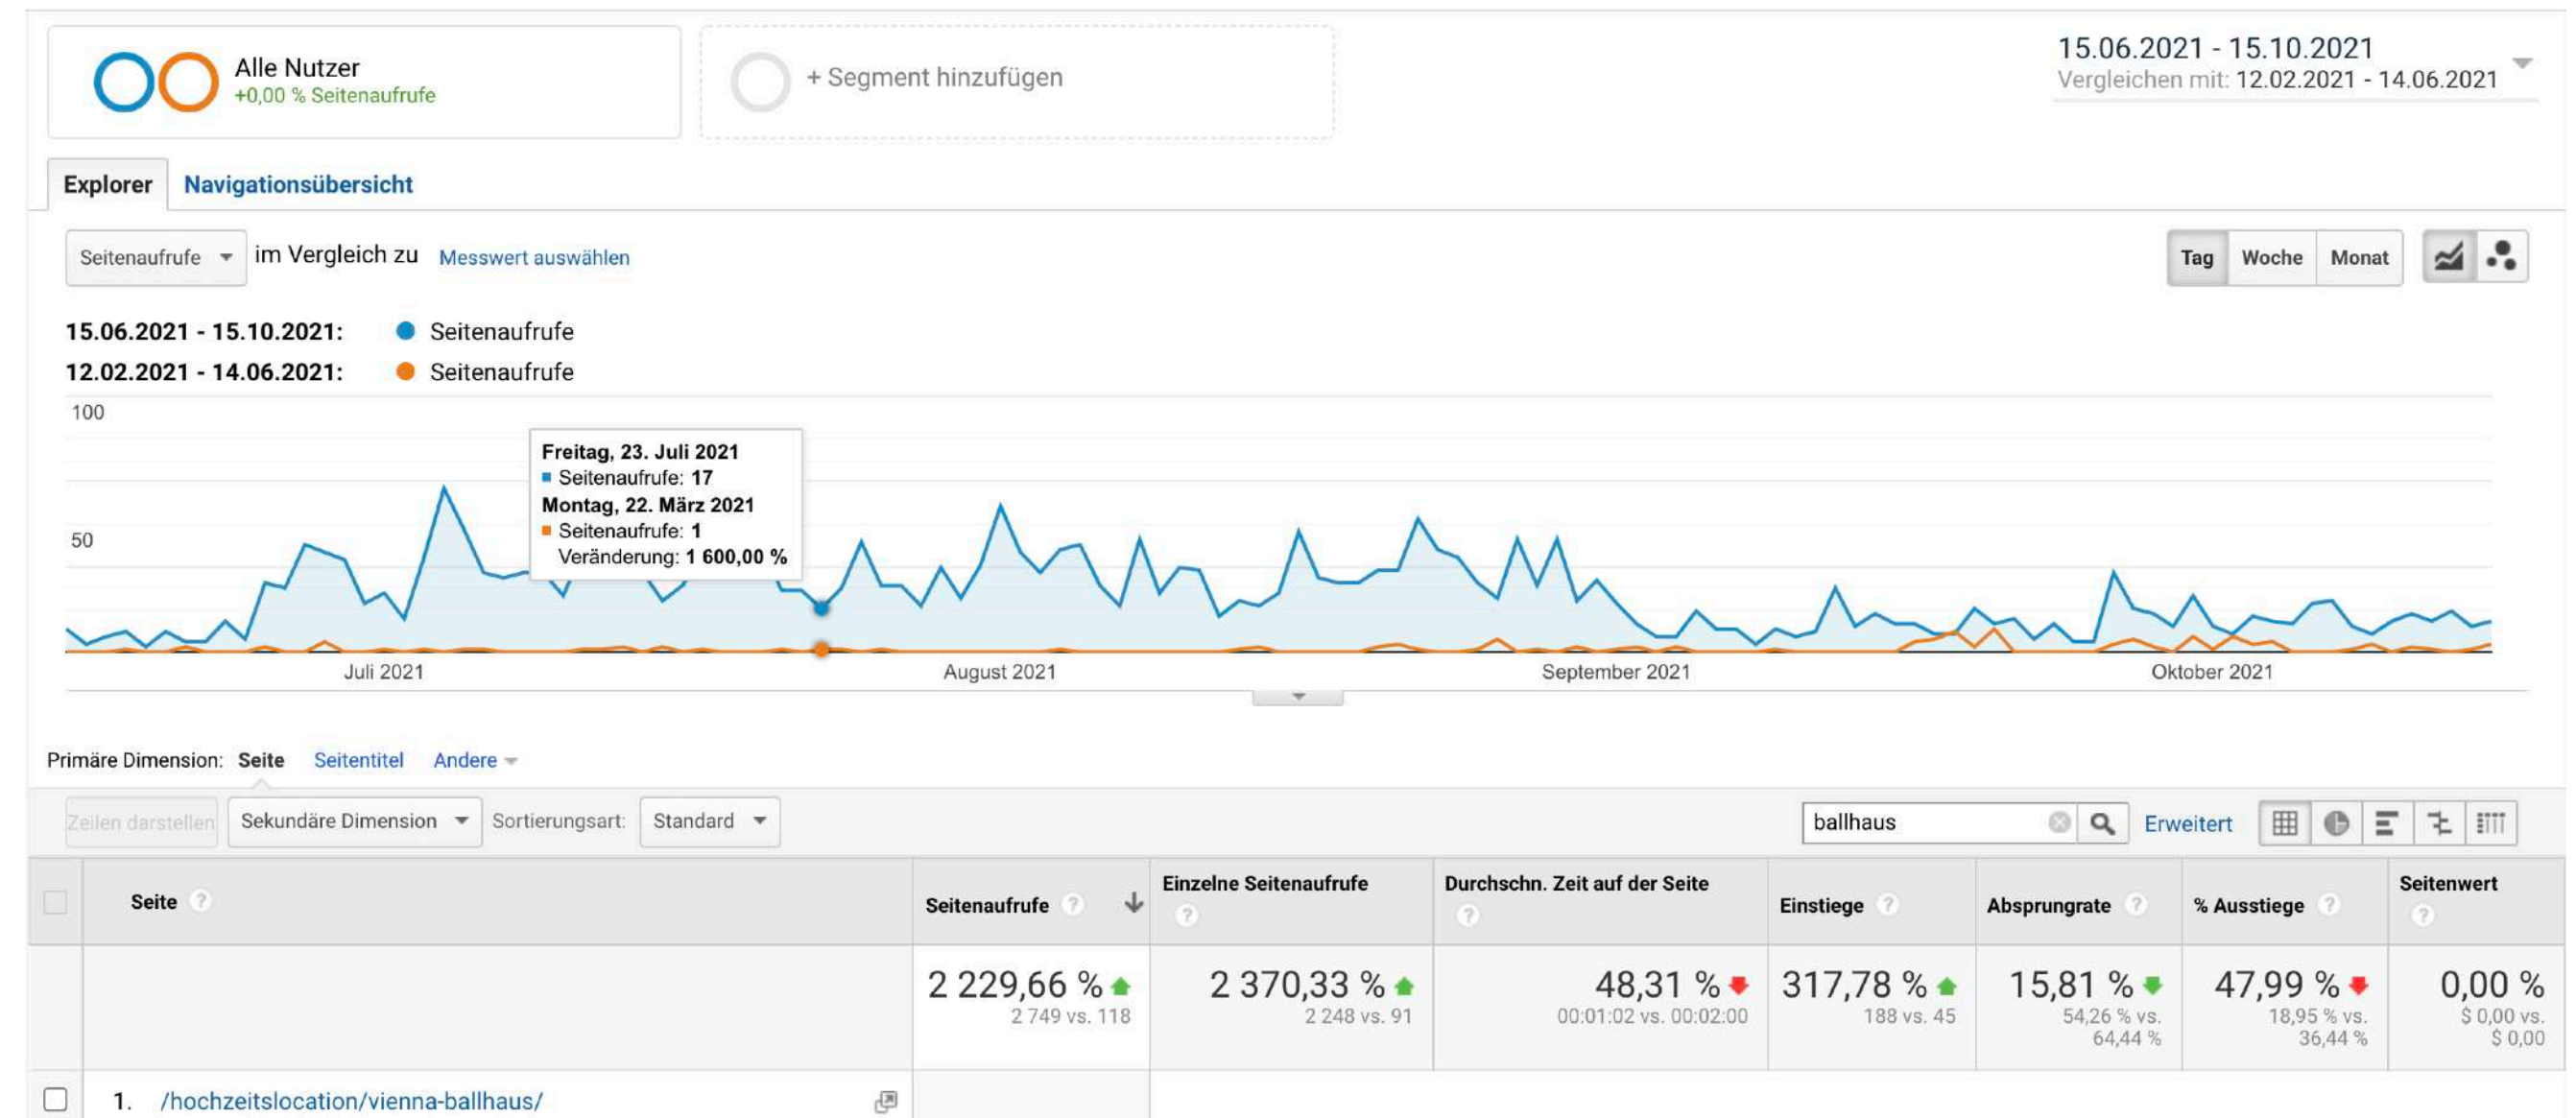 Alle Nutzer
+0,00 % Seitenaufrufe
+ Segment hinzufügen
15.06.2021 - 15.10.2021
Vergleichen mit: 12.02.2021 - 14.06.2021
Explorer Navigationsübersicht
Seitenaufrufe im Vergleich zu Messwert auswählen
Tag Woche Monat
15.06.2021 - 15.10.2021: Seitenaufrufe
12.02.2021 - 14.06.2021: Seitenaufrufe
100
50
Freitag, 23. Juli 2021
Seitenaufrufe: 17
Montag, 22. März 2021
Seitenaufrufe: 1
Veränderung: 1 600,00 %
Juli 2021 August 2021 September 2021 Oktober 2021
Primäre Dimension: Seite Seitentitel Andere
Zeilen darstellen Sekundäre Dimension Sortierungsart: Standard ballhaus Erweitert
Seite ? Seitenaufrufe ? Einzelne Seitenaufrufe ? Durchschn. Zeit auf der Seite ? Einstiege ? Absprungrate ? % Ausstiege ? Seitenwert ?
2 229,66 % 2 370,33 % 48,31 % 317,78 % 15,81 % 47,99 % 0,00 %
2 749 vs. 118 2 248 vs. 91 00:01:02 vs. 00:02:00 188 vs. 45 54,26 % vs. 18,95 % vs. $ 0,00 vs.
64,44 % 36,44 % $ 0,00
1. /hochzeitslocation/vienna-ballhaus/